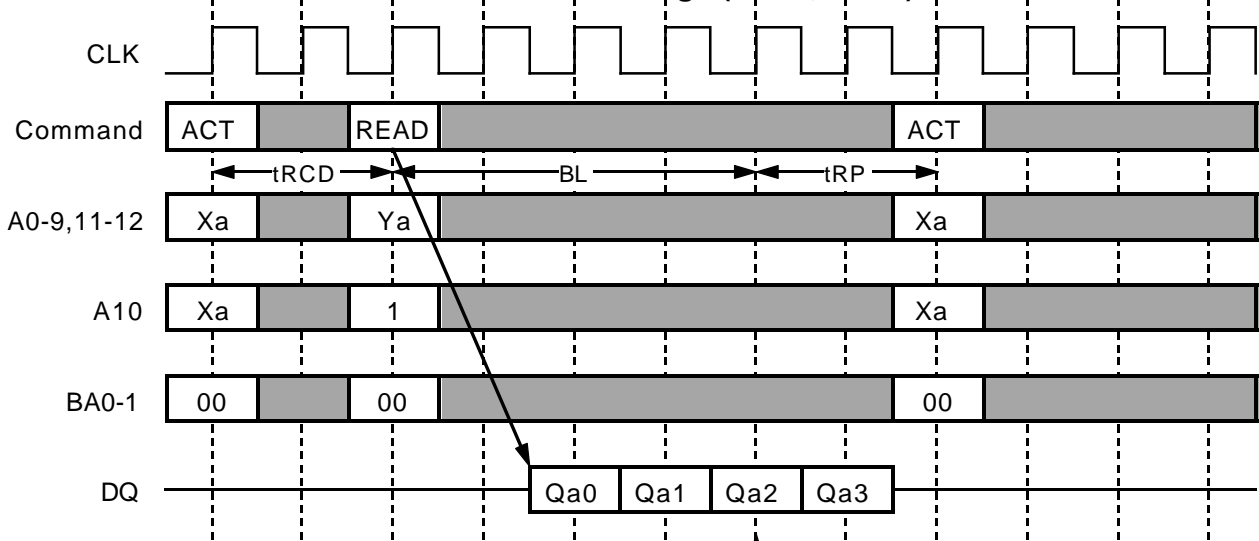 CLK
Command ACT READ ACT
tRCD BL tRP
A0-9,11-12 Xa Ya Xa
A10 Xa 1 Xa
BA0-1 00 00 00
DQ Qa0 Qa1 Qa2 Qa3